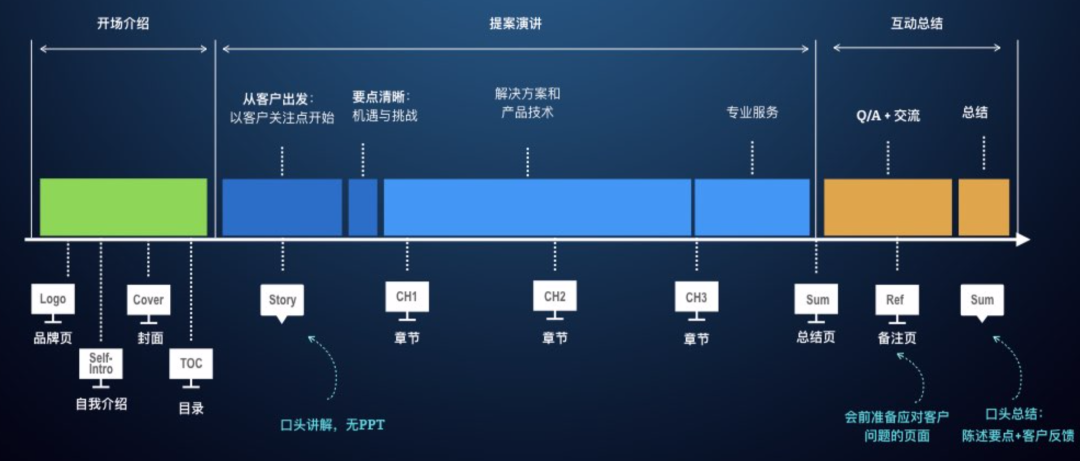 开场介绍
提案演讲
互动总结
从客户出发：
以客户关注点开始
要点清晰：
机遇与挑战
解决方案和
产品技术
专业服务
Q/A + 交流
总结
Logo
品牌页
Self-
Intro
自我介绍
Cover
封面
TOC
目录
Story
CH1
章节
CH2
章节
CH3
章节
Sum
总结页
Ref
备注页
Sum
口头讲解，无PPT
会前准备应对客户
问题的页面
口头总结：
陈述要点+客户反馈